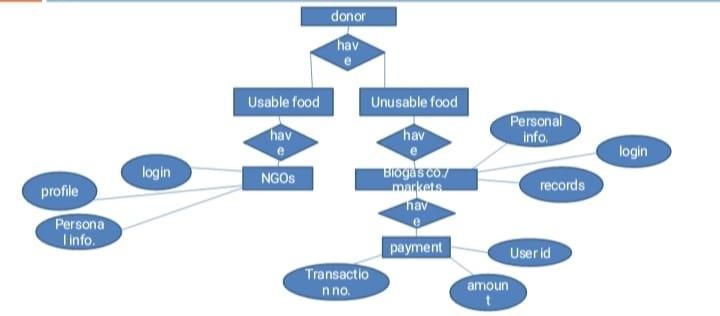 donor
hav
e
Usable food
Unusable food
hav
e
hav
e
Personal
info.
login
login
NGOs
Biogas co./
markets
records
profile
Persona
l info.
hav
e
payment
User id
Transactio
n no.
amoun
t